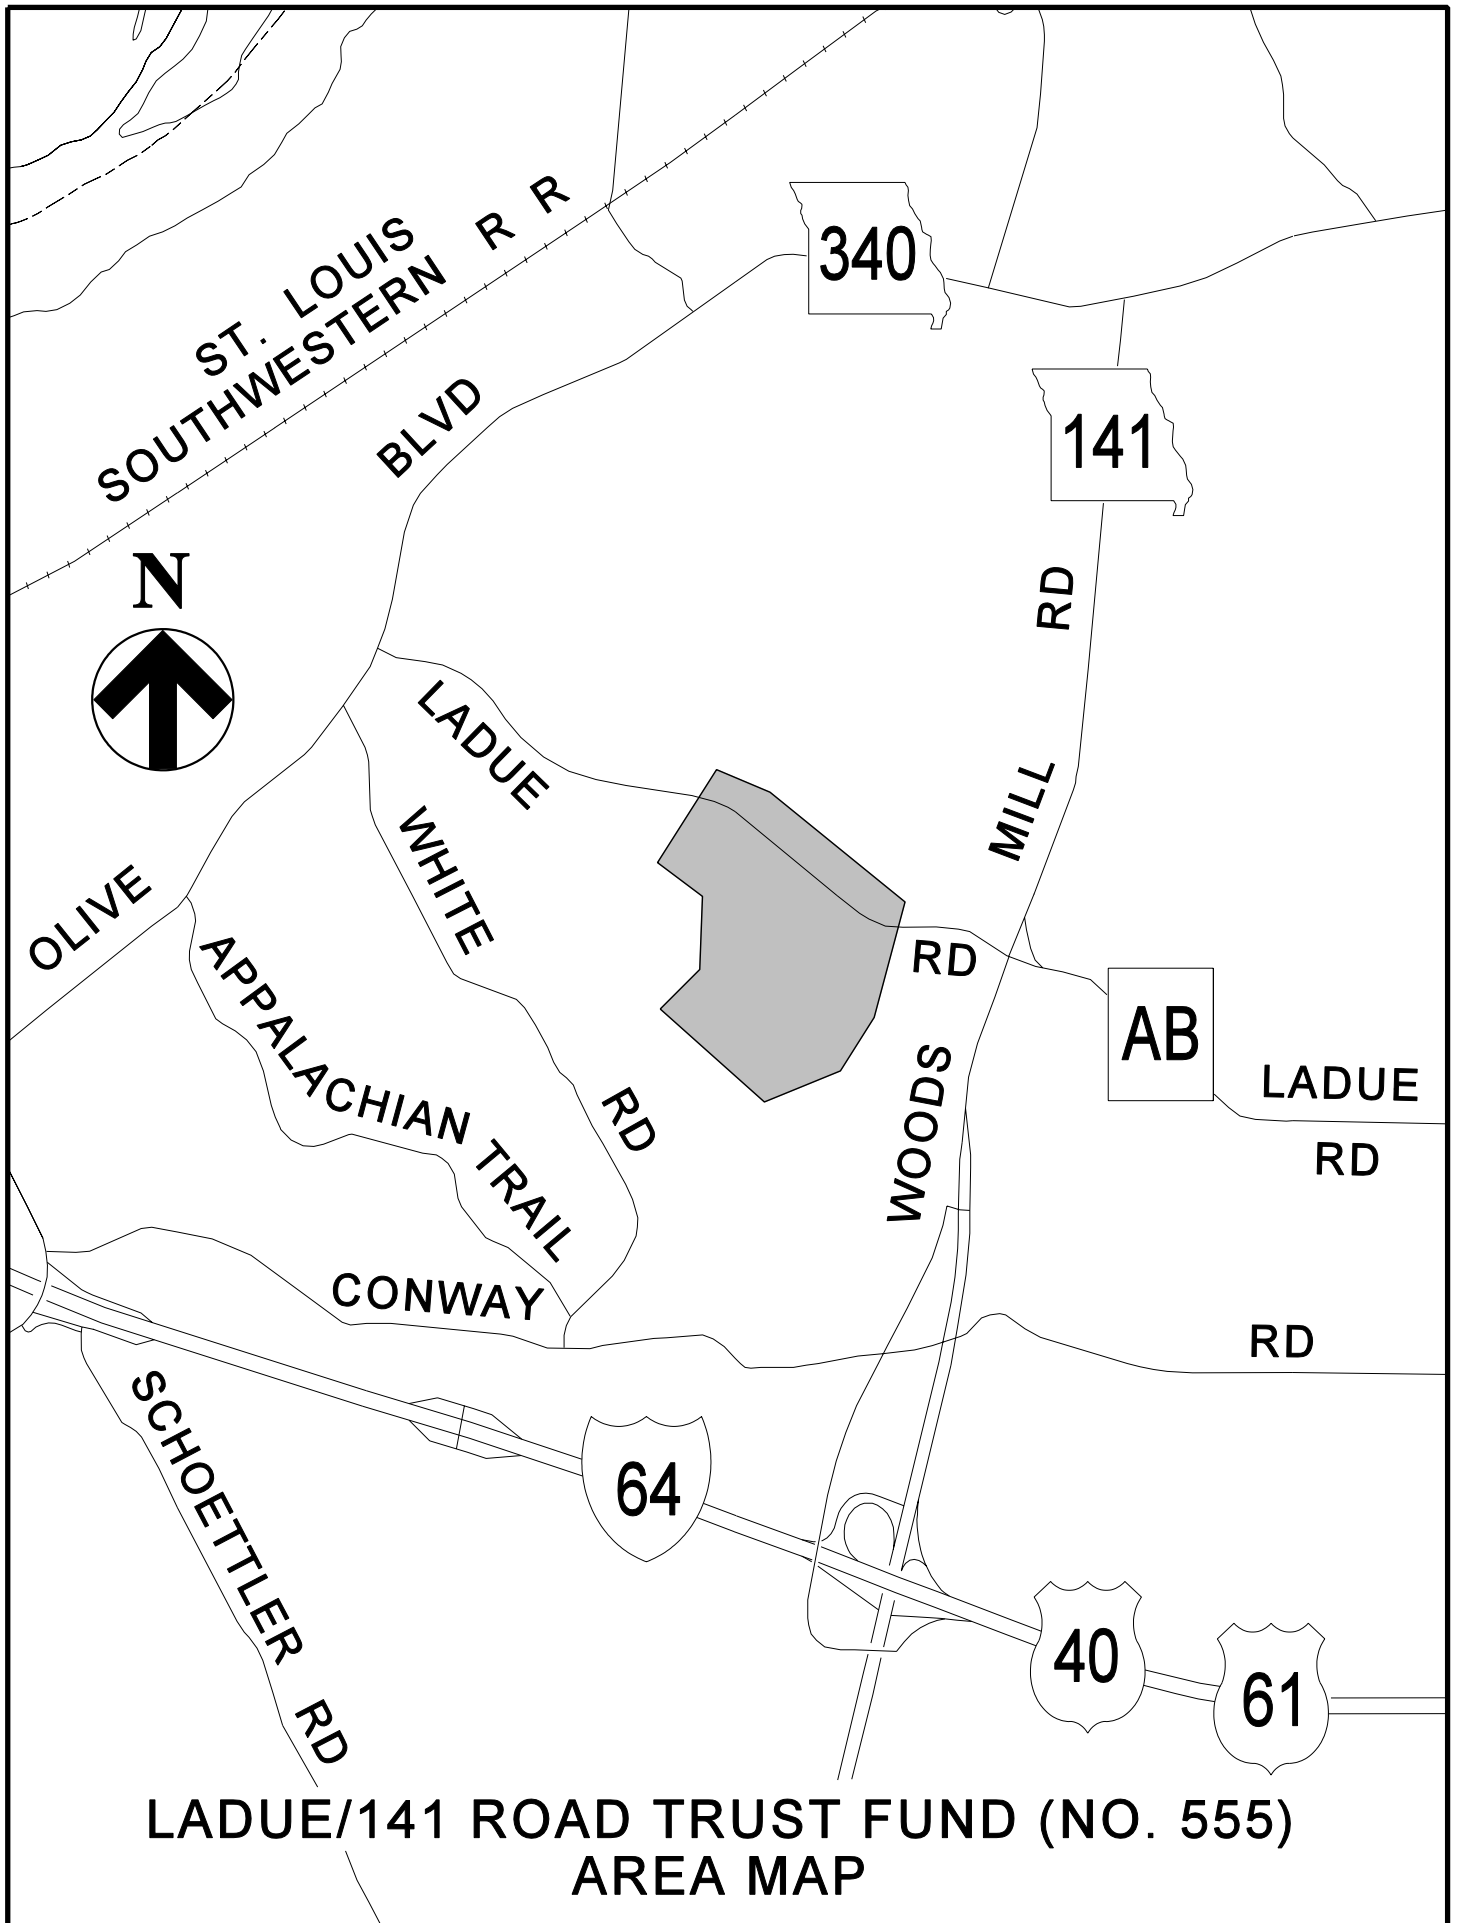 340
ST. LOUIS
SOUTHWESTERN R R
141
BLVD
N
RD
LADUE
MILL
WHITE
OLIVE
RD
APPALACHIAN TRAIL
AB
WOODS
LADUE
RD
RD
CONWAY
RD
SCHOETTLER RD
64
40
61
LADUE/141 ROAD TRUST FUND (NO. 555)
AREA MAP